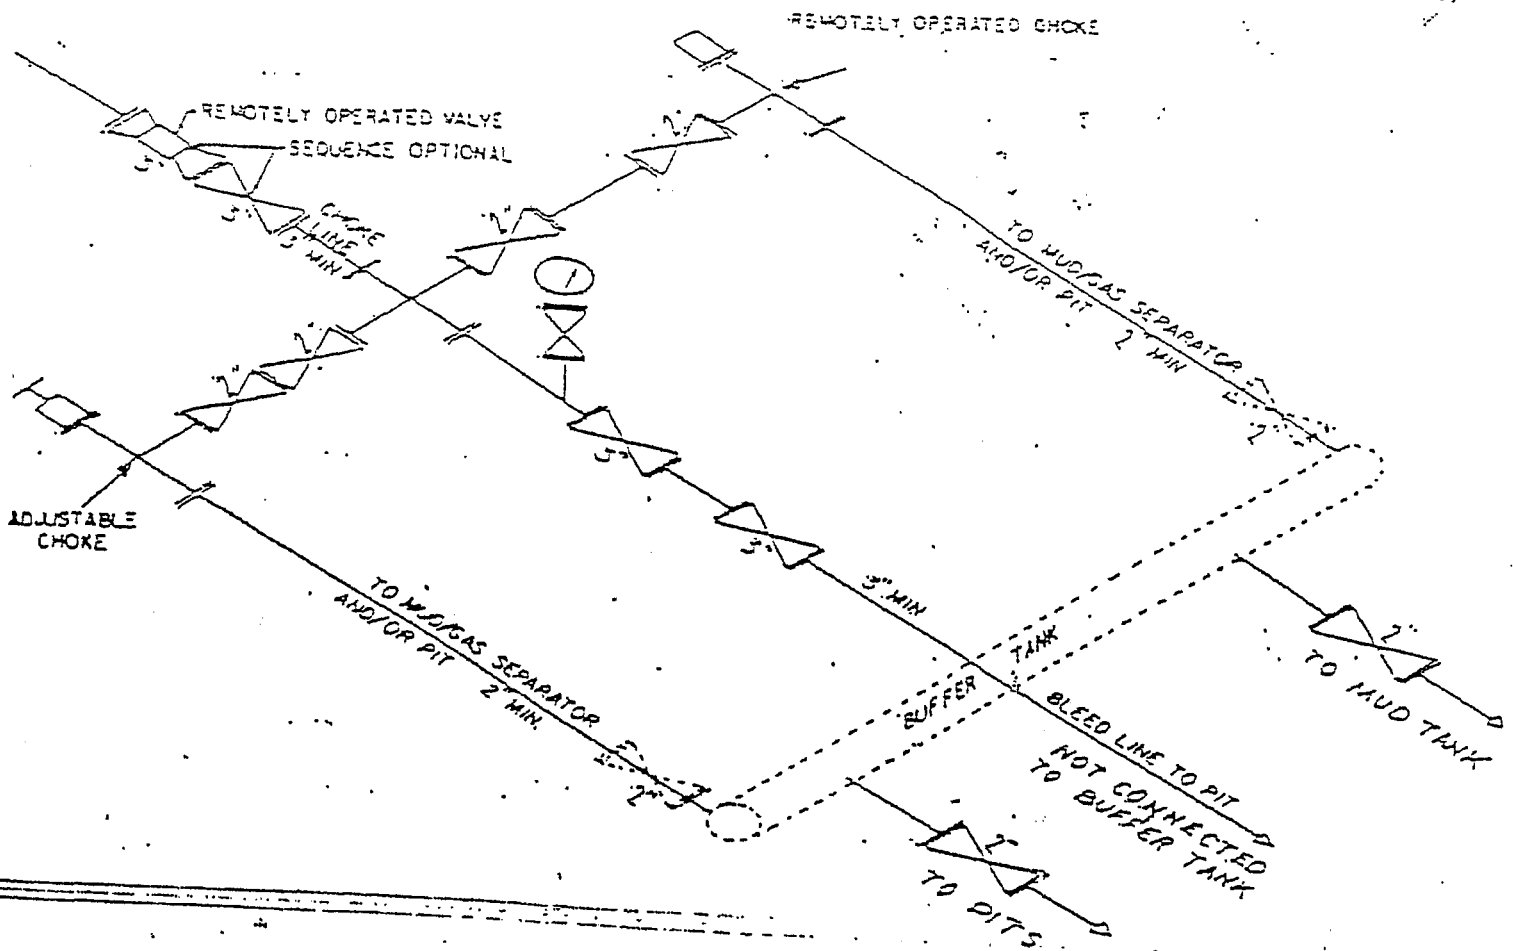 REMOTELY OPERATED CHOKE
REMOTELY OPERATED VALVE
SEQUENCE OPTIONAL
3"
3"
CHOKE
LINE
3" MIN
2"
2"
2"
2"
ADJUSTABLE
CHOKE
3"
3"
3" MIN
TO MUD/GAS SEPARATOR
AND/OR PIT 2" MIN
2"
TO MUD/GAS SEPARATOR
AND/OR PIT 2" MIN.
2"
BUFFER TANK
2"
TO MUD TANK
BLEED LINE TO PIT
NOT CONNECTED
TO BUFFER TANK
2"
TO PITS